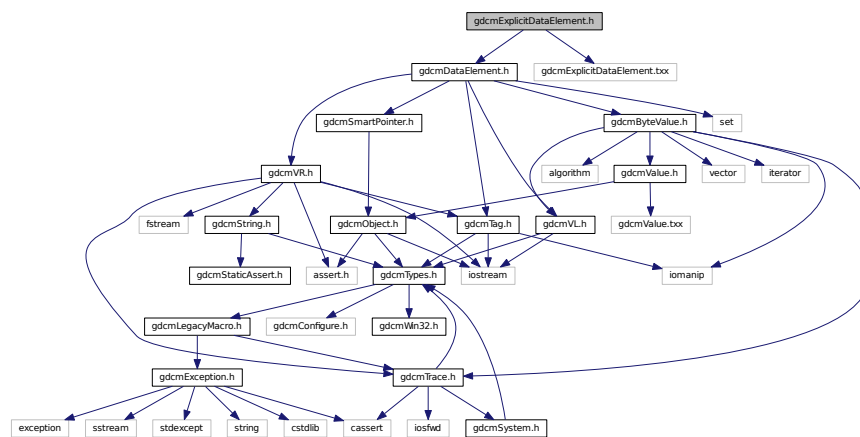 gdcmExplicitDataElement.h
gdcmDataElement.h
gdcmExplicitDataElement.txx
gdcmSmartPointer.h
gdcmByteValue.h
set
gdcmVR.h
algorithm
gdcmValue.h
vector
iterator
fstream
gdcmString.h
gdcmObject.h
gdcmTag.h
gdcmVL.h
gdcmValue.txx
gdcmStaticAssert.h
assert.h
gdcmTypes.h
iostream
iomanip
gdcmLegacyMacro.h
gdcmConfigure.h
gdcmWin32.h
gdcmException.h
gdcmTrace.h
exception
sstream
stdexcept
string
cstdlib
cassert
iosfwd
gdcmSystem.h